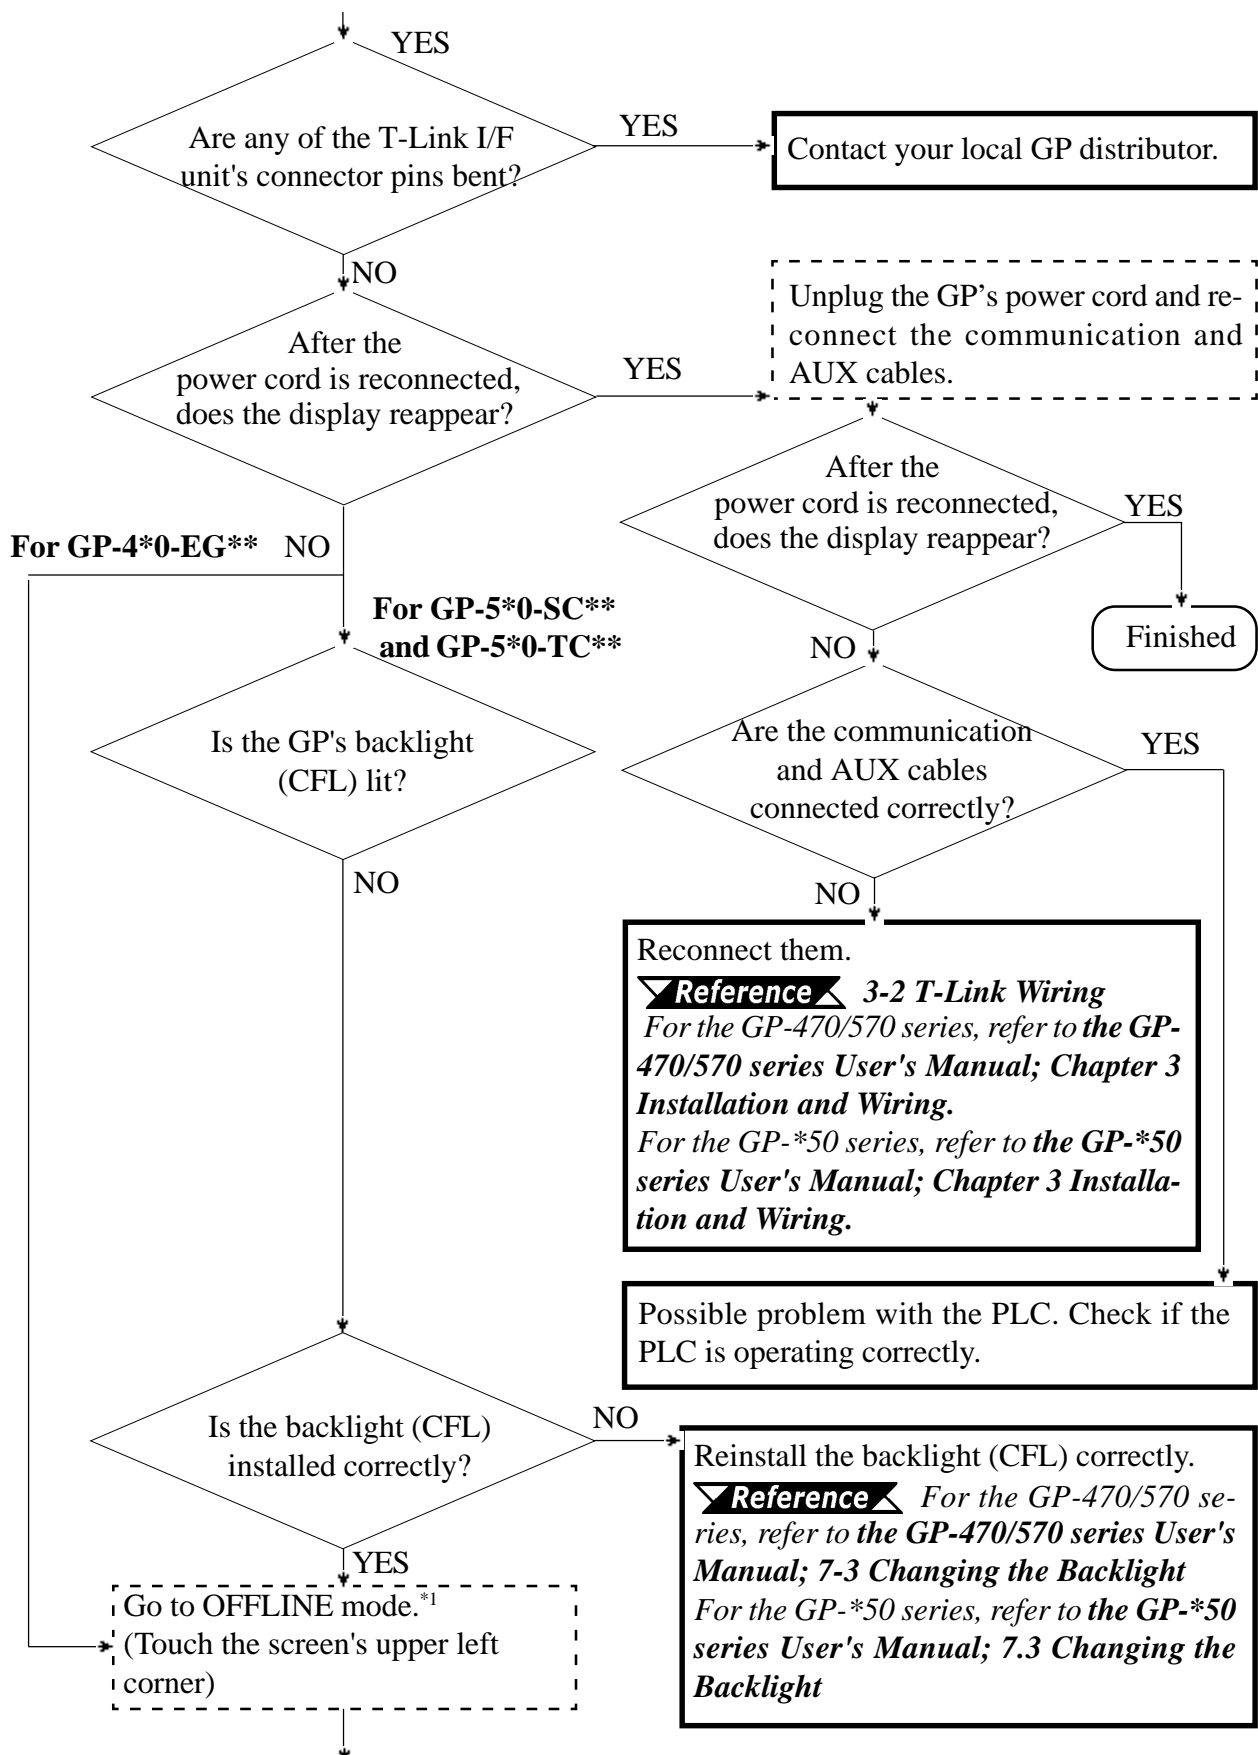 YES
Are any of the T-Link I/F
unit's connector pins bent?
YES
Contact your local GP distributor.
NO
Unplug the GP’s power cord and re-
connect the communication and
AUX cables.
After the
power cord is reconnected,
does the display reappear?
YES
After the
power cord is reconnected,
does the display reappear?
YES
For GP-4*0-EG**
NO
For GP-5*0-SC**
and GP-5*0-TC**
Finished
NO
Is the GP's backlight
(CFL) lit?
Are the communication
and AUX cables
connected correctly?
YES
NO
NO
Reconnect them.
Reference 3-2 T-Link Wiring
For the GP-470/570 series, refer to the GP-
470/570 series User's Manual; Chapter 3
Installation and Wiring.
For the GP-*50 series, refer to the GP-*50
series User's Manual; Chapter 3 Installa-
tion and Wiring.
Possible problem with the PLC. Check if the
PLC is operating correctly.
Is the backlight (CFL)
installed correctly?
NO
Reinstall the backlight (CFL) correctly.
Reference For the GP-470/570 se-
ries, refer to the GP-470/570 series User's
Manual; 7-3 Changing the Backlight
For the GP-*50 series, refer to the GP-*50
series User's Manual; 7.3 Changing the
Backlight
YES
Go to OFFLINE mode.*1
(Touch the screen's upper left
corner)